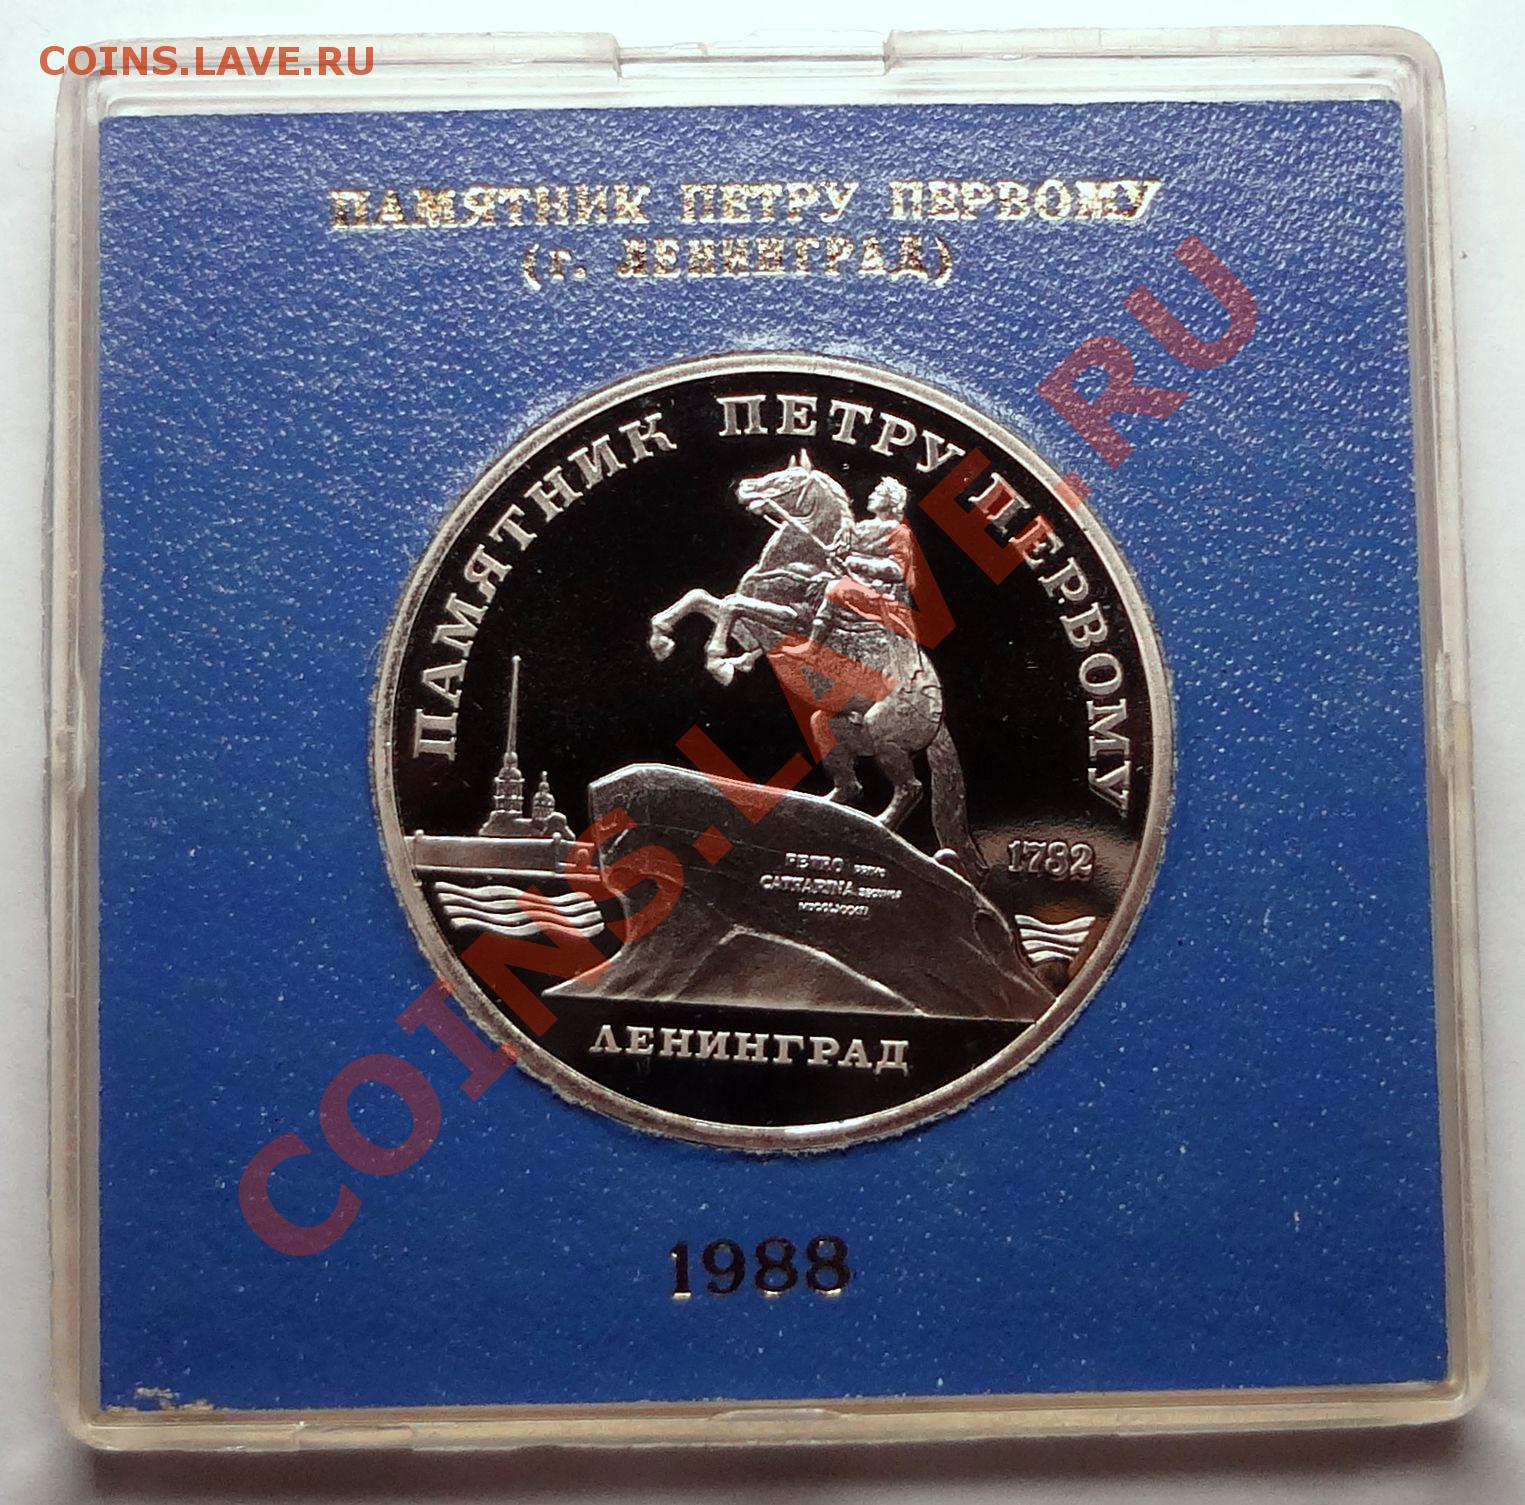 COINS.LAVE.RU
ПАМЯТНИК ПЕТРУ ПЕРВОМУ
(г. ЛЕНИНГРАД)
ПАМЯТНИК ПЕТРУ ПЕРВОМУ
1782
PETRO
CATHARINA
ЛЕНИНГРАД
1988
COINS.LAVE.RU